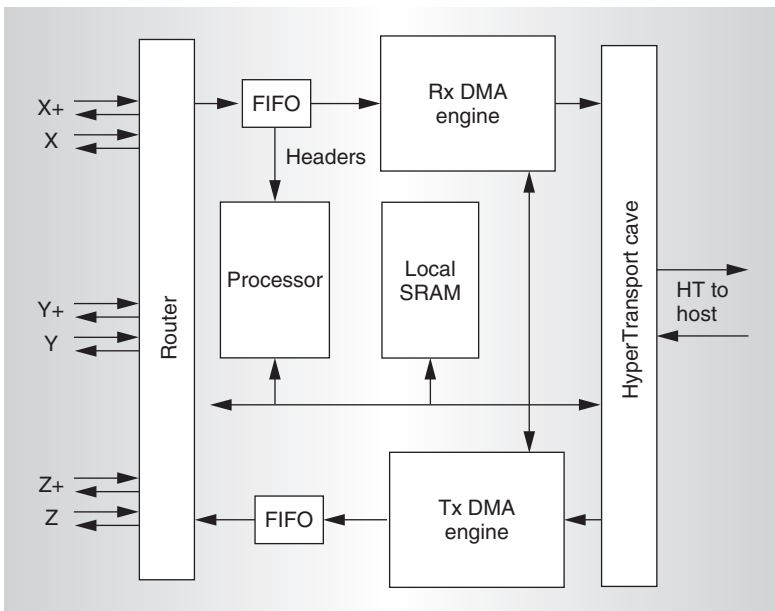 X+
X
Y+
Y
Z+
Z
Router
FIFO
Headers
Processor
Local
SRAM
Rx DMA
engine
Tx DMA
engine
FIFO
HyperTransport cave
HT to
host